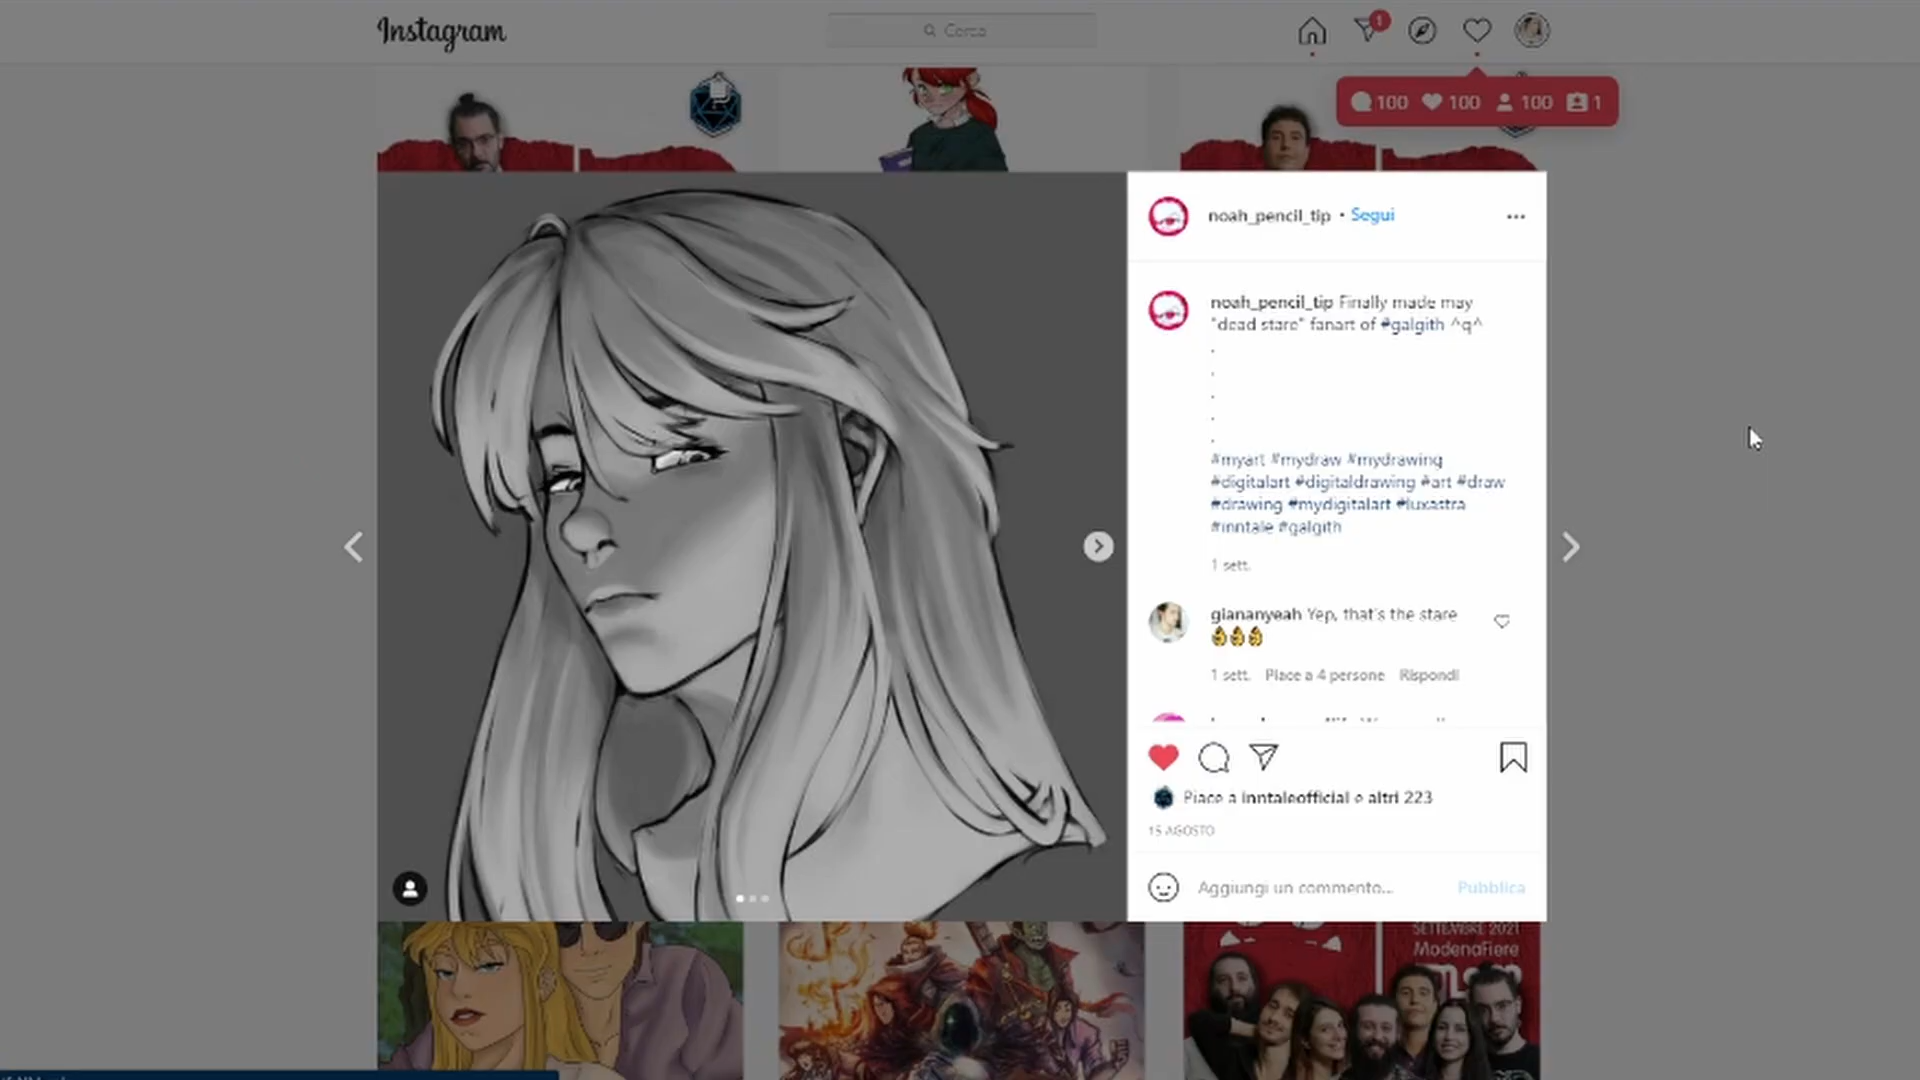 Instagram
Cerca
1
100 100 100 1
noah_pencil_tip • Segui
noah_pencil_tip Finally made may
"dead stare" fanart of #galgith ^q^
.
.
.
.
.
#myart #mydraw #mydrawing
#digitalart #digitaldrawing #art #draw
#drawing #mydigitalart #luxastra
#inntale #galgith
1 sett.
giananyeah Yep, that's the stare
👌👌👌
1 sett. Piace a 4 persone Rispondi
Piace a inntaleofficial e altri 223
15 AGOSTO
Aggiungi un commento... Pubblica
SETTEMBRE 2021
ModenaFiere